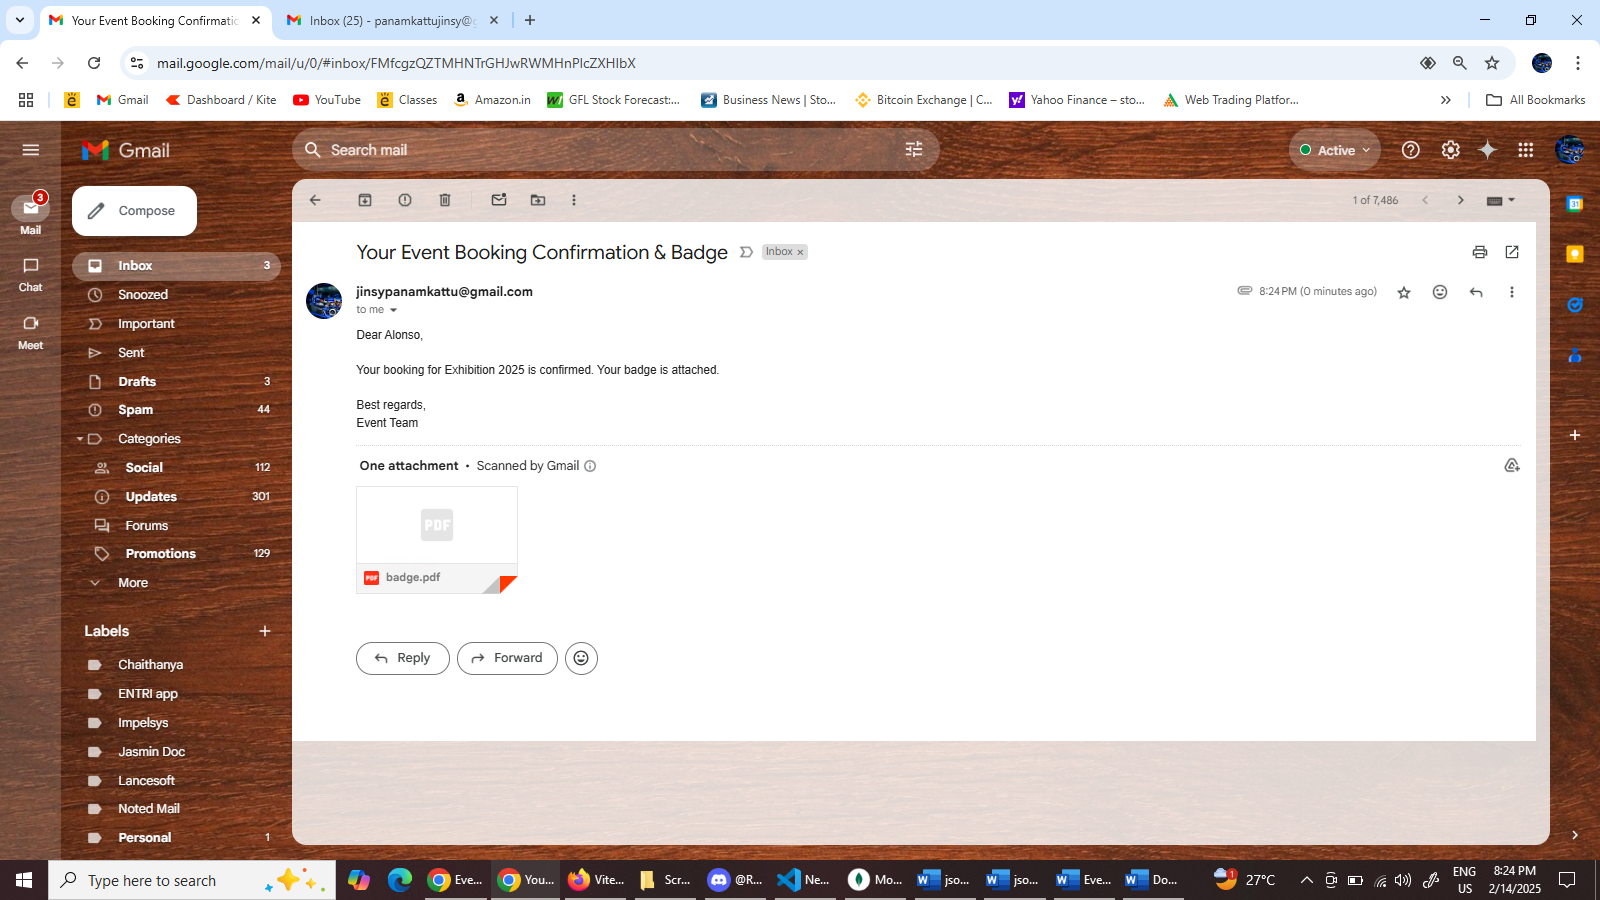 Your Event Booking Confirmatio
Inbox (25) - panamkattujinsy@g
mail.google.com/mail/u/0/#inbox/FMfcgzQZTMHNTrGHJwRWMHnPlcZXHlbX
Gmail
Dashboard / Kite
YouTube
Classes
Amazon.in
GFL Stock Forecast:...
Business News | Sto...
Bitcoin Exchange | C...
Yahoo Finance – sto...
Web Trading Platfor...
All Bookmarks
Gmail
Search mail
Active
3
Mail
Chat
Meet
Compose
Inbox 3
Snoozed
Important
Sent
Drafts 3
Spam 44
Categories
Social 112
Updates 301
Forums
Promotions 129
More
Labels
Chaithanya
ENTRI app
Impelsys
Jasmin Doc
Lancesoft
Noted Mail
Personal 1
1 of 7,486
Your Event Booking Confirmation & Badge
Inbox ×
jinsypanamkattu@gmail.com
8:24 PM (0 minutes ago)
to me
Dear Alonso,
Your booking for Exhibition 2025 is confirmed. Your badge is attached.
Best regards,
Event Team
One attachment • Scanned by Gmail
PDF
PDF badge.pdf
Reply
Forward
31
Type here to search
Eve...
You...
Vite...
Scr...
@R...
Ne...
Mo...
jso...
jso...
Eve...
Do...
1
27°C
ENG
US
8:24 PM
2/14/2025